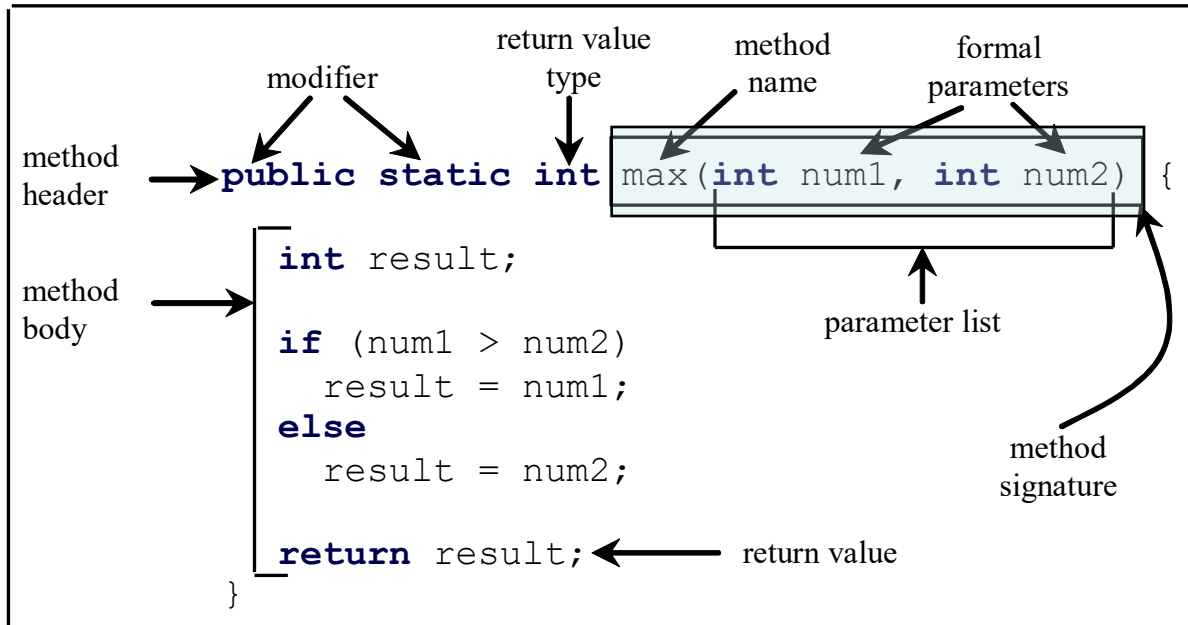 return value
type
method
name
formal
parameters
modifier
method
header
public static int max(int num1, int num2) {
int result;
method
body
parameter list
if (num1 > num2)
result = num1;
else
result = num2;
method
signature
return result;
return value
}